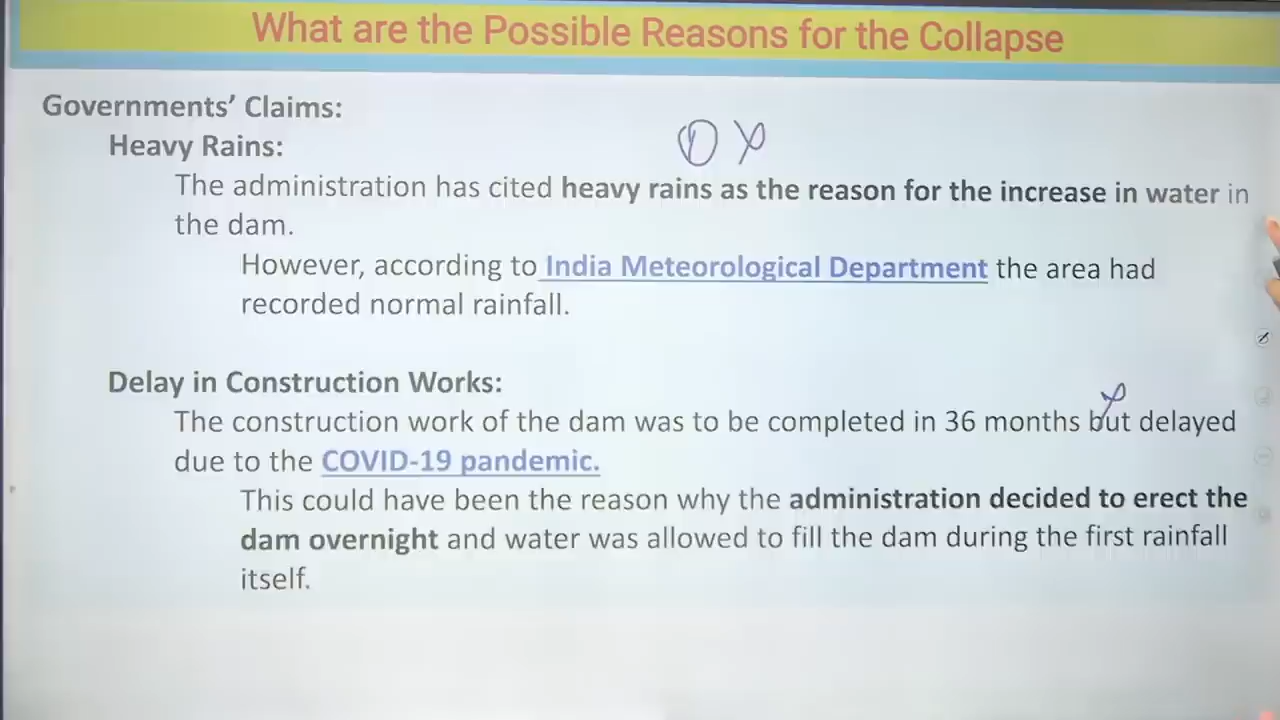 What are the Possible Reasons for the Collapse
Governments’ Claims:
Heavy Rains:
The administration has cited heavy rains as the reason for the increase in water in
the dam.
However, according to India Meteorological Department the area had
recorded normal rainfall.
Delay in Construction Works:
The construction work of the dam was to be completed in 36 months but delayed
due to the COVID-19 pandemic.
This could have been the reason why the administration decided to erect the
dam overnight and water was allowed to fill the dam during the first rainfall
itself.